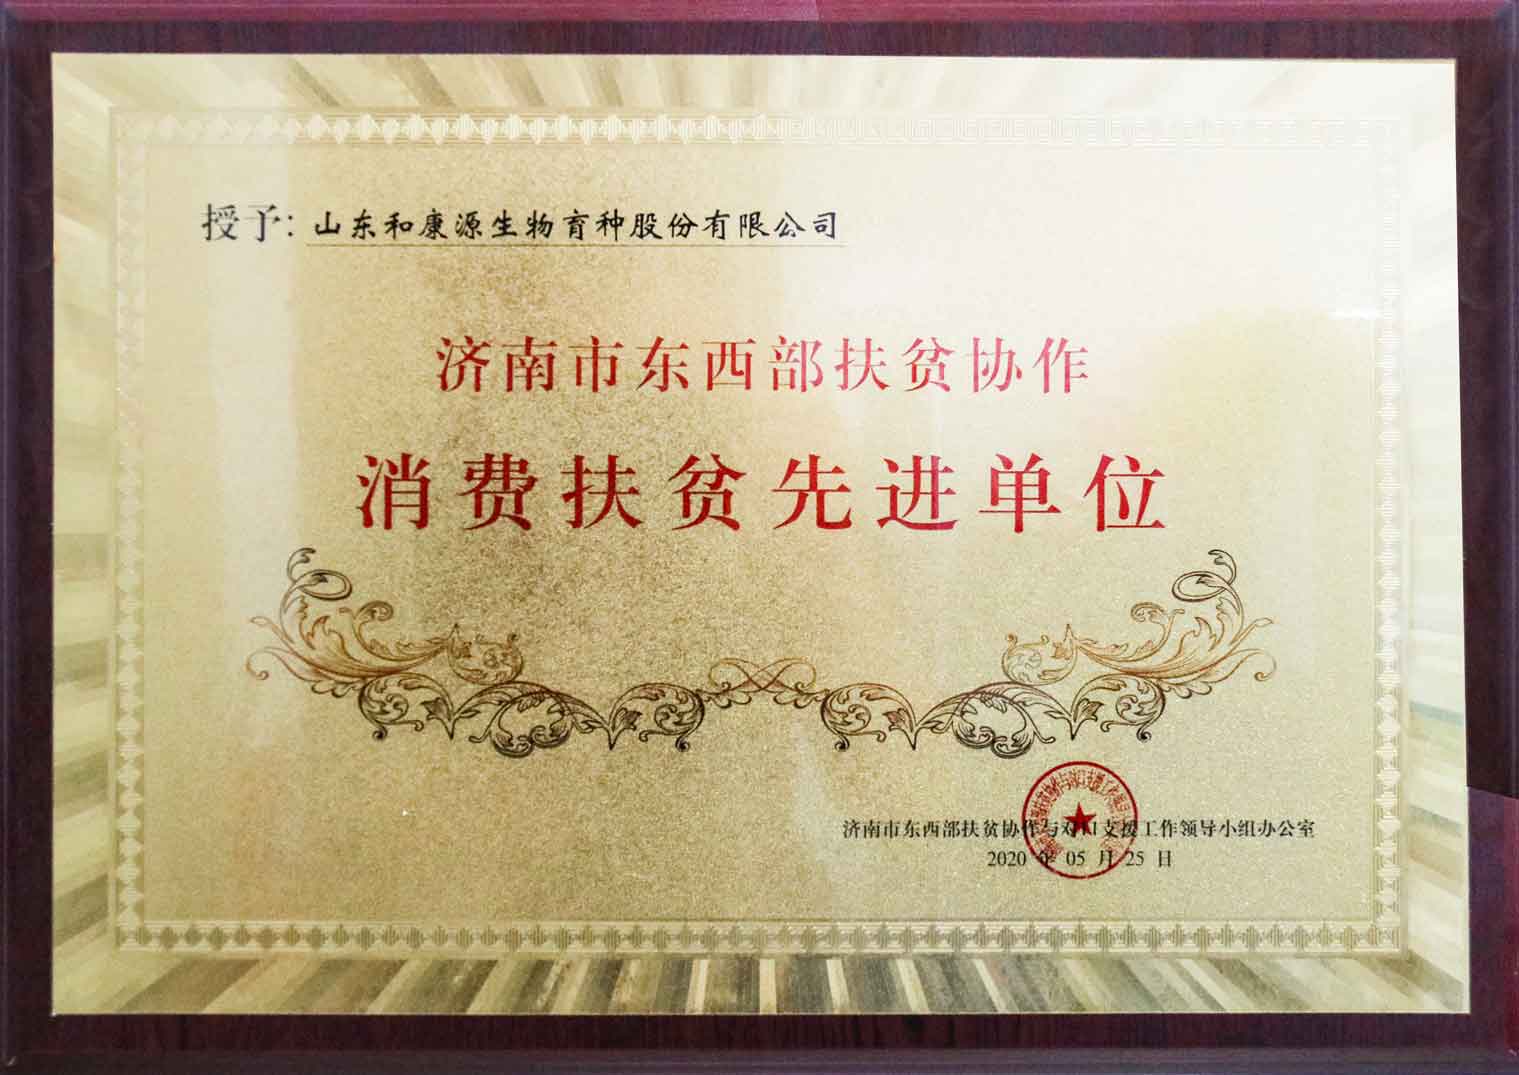 授予: 山东和康源生物育种股份有限公司
济南市东西部扶贫协作
消费扶贫先进单位
济南市东西部扶贫协作与对口支援工作领导小组办公室
2020 年 05 月 25 日